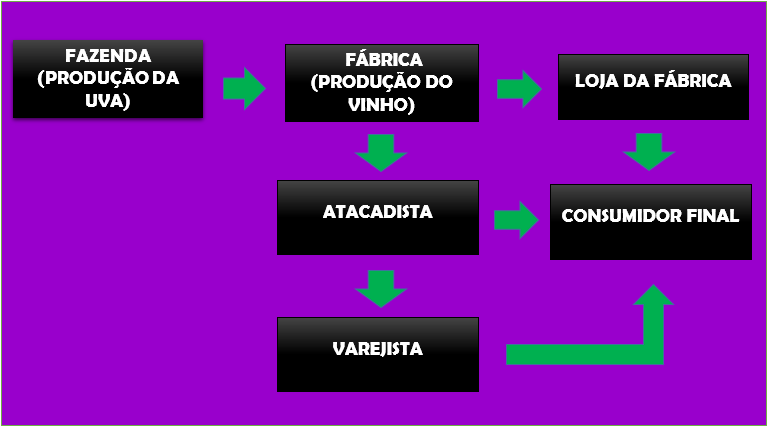 FAZENDA
(PRODUÇÃO DA
UVA)
FÁBRICA
(PRODUÇÃO DO
VINHO)
LOJA DA FÁBRICA
ATACADISTA
CONSUMIDOR FINAL
VAREJISTA